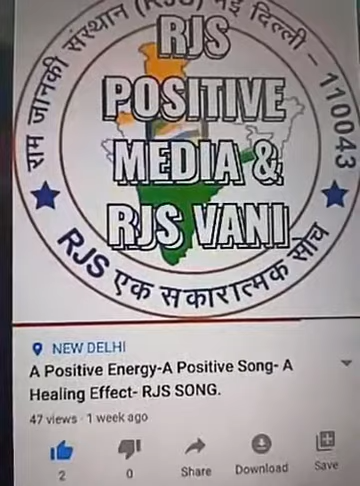 राम जानकी संस्थान (RJS) नई दिल्ली - 110043
RJS
POSITIVE
MEDIA &
RJS VANI
RJS एक सकारात्मक सोच
NEW DELHI
A Positive Energy-A Positive Song- A
Healing Effect- RJS SONG.
47 views · 1 week ago
2
0
Share
Download
Save